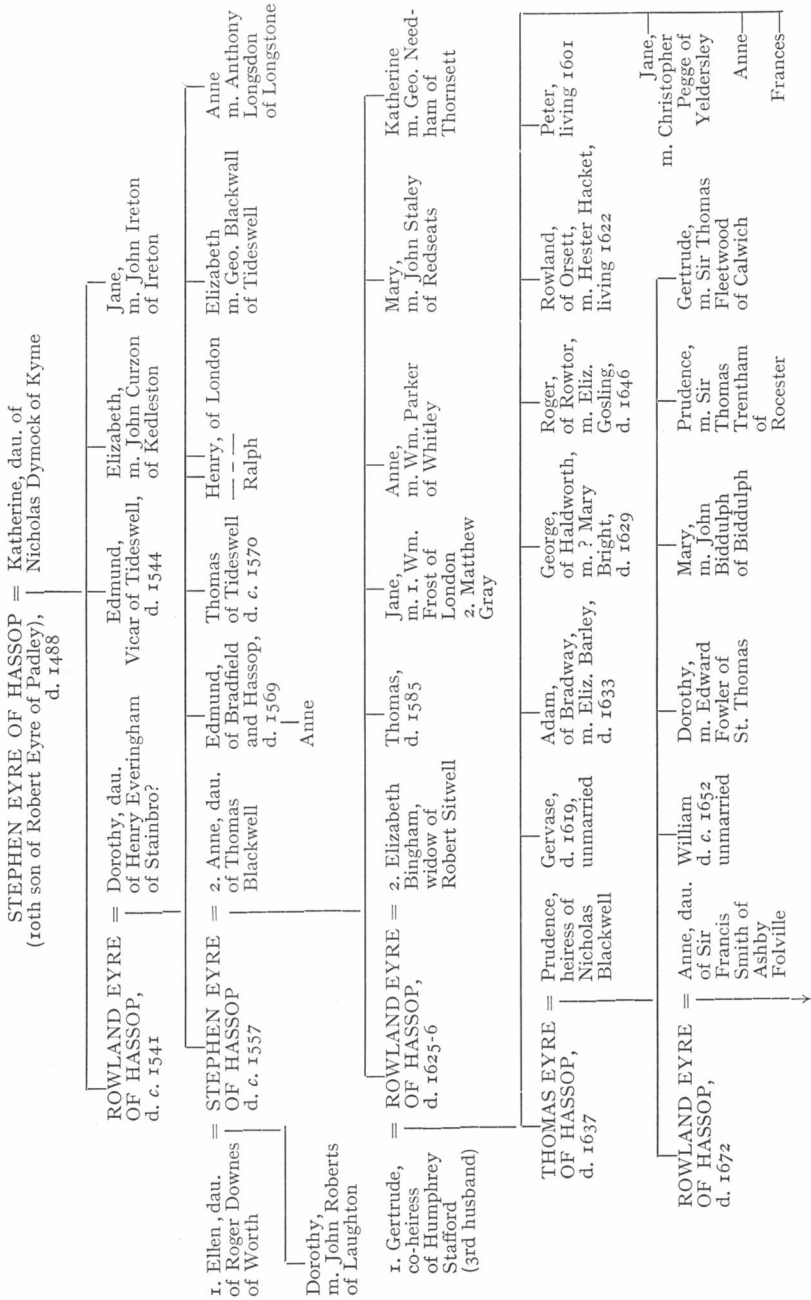 STEPHEN EYRE OF HASSOP = Katherine, dau. of
(10th son of Robert Eyre of Padley), Nicholas Dymock of Kyme
d. 1488
ROWLAND EYRE
OF HASSOP,
d. c. 1541
= Dorothy, dau.
of Henry Everingham
of Stainbro?
Edmund,
Vicar of Tideswell,
d. 1544
Elizabeth,
m. John Curzon
of Kedleston
Jane,
m. John Ireton
of Ireton
1. Ellen, dau.
of Roger Downes
of Worth
=
STEPHEN EYRE
OF HASSOP
d. c. 1557
= 2. Anne, dau.
of Thomas
Blackwell
Edmund,
of Bradfield
and Hassop,
d. 1569
Anne
Thomas
of Tideswell
d. c. 1570
Henry, of London
Ralph
Elizabeth
m. Geo. Blackwall
of Tideswell
Anne
m. Anthony
Longsdon
of Longstone
Dorothy,
m. John Roberts
of Laughton
1. Gertrude,
co-heiress
of Humphrey
Stafford
(3rd husband)
=
ROWLAND EYRE
OF HASSOP,
d. 1625-6
= 2. Elizabeth
Bingham,
widow of
Robert Sitwell
Thomas,
d. 1585
Jane,
m. 1. Wm.
Frost of
London
2. Matthew
Gray
Anne,
m. Wm. Parker
of Whitley
Mary,
m. John Staley
of Redseats
Katherine
m. Geo. Need-
ham of
Thornsett
THOMAS EYRE
OF HASSOP,
d. 1637
= Prudence,
heiress of
Nicholas
Blackwell
Gervase,
d. 1619,
unmarried
Adam,
of Bradway,
m. Eliz. Barley,
d. 1633
George,
of Haldworth,
m. ? Mary
Bright,
d. 1629
Roger,
of Rowtor,
m. Eliz.
Gosling,
d. 1646
Rowland,
of Orsett,
m. Hester Hacket,
living 1622
Peter,
living 1601
Jane,
m. Christopher
Pegge of
Yeldersley
Anne
Frances
ROWLAND EYRE
OF HASSOP,
d. 1672
= Anne, dau.
of Sir
Francis
Smith of
Ashby
Folville
William
d. c. 1652
unmarried
Dorothy,
m. Edward
Fowler of
St. Thomas
Mary,
m. John
Biddulph
of Biddulph
Prudence,
m. Sir
Thomas
Trentham
of
Rocester
Gertrude,
m. Sir Thomas
Fleetwood
of Calwich